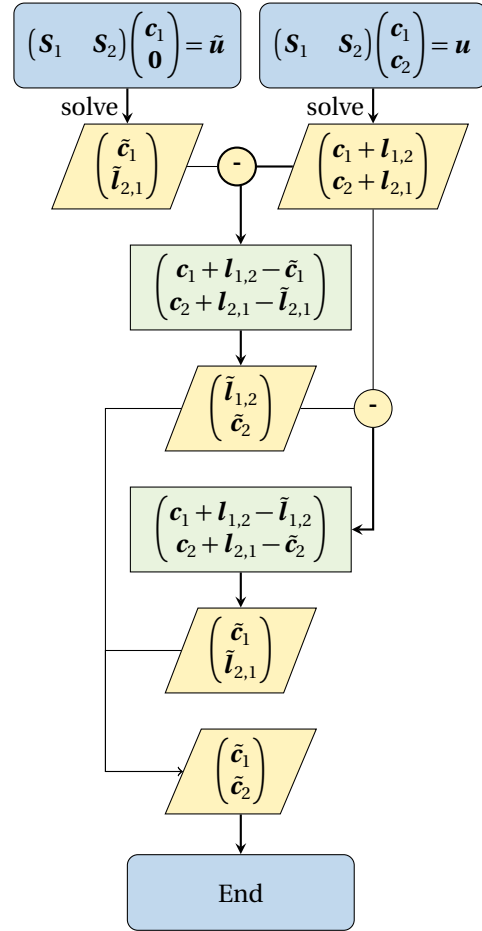 (S₁ S₂)(c₁ 0) = ũ
(S₁ S₂)(c₁ c₂) = u
solve
solve
c̃₁
l̃₂,₁
-
c₁ + l₁,₂
c₂ + l₂,₁
c₁ + l₁,₂ − c̃₁
c₂ + l₂,₁ − l̃₂,₁
l̃₁,₂
c̃₂
-
c₁ + l₁,₂ − l̃₁,₂
c₂ + l₂,₁ − c̃₂
c̃₁
l̃₂,₁
c̃₁
c̃₂
End